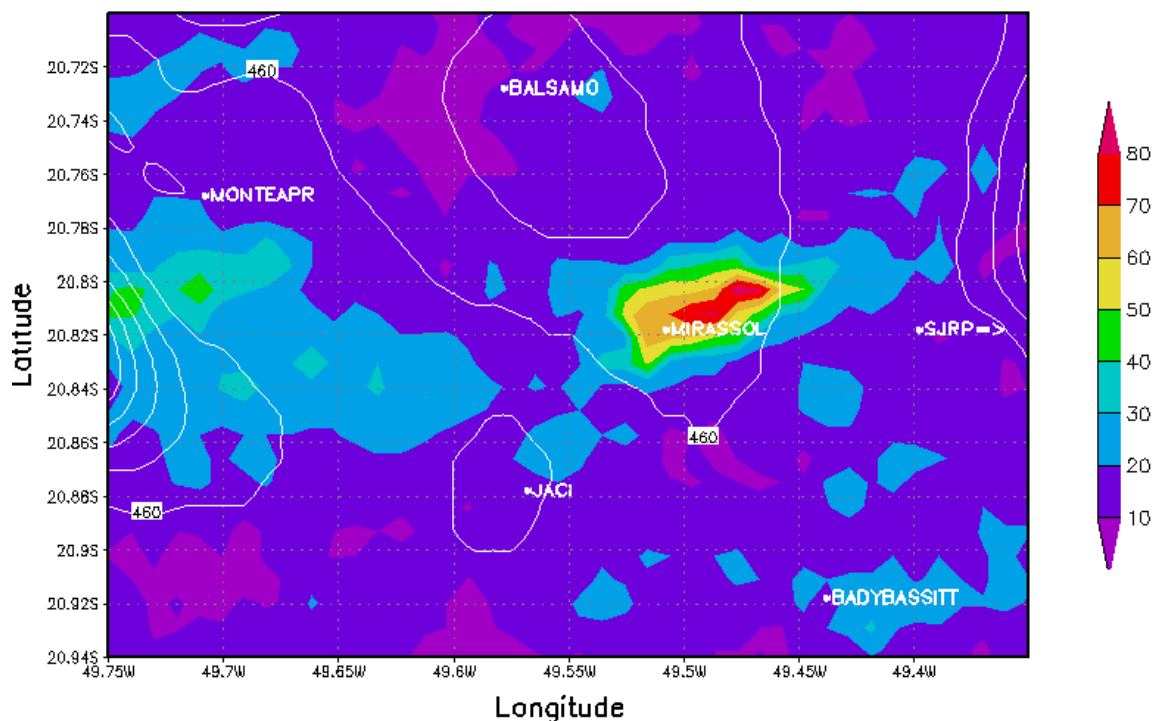 20.72S
20.74S
20.76S
20.78S
20.8S
20.82S
20.84S
20.86S
20.88S
20.9S
20.92S
20.94S
Latitude
460
BALSAMO
MONTEAPR
MIRASSOL
SJRP=>
460
JACI
460
BADYBASSITT
49.75W
49.7W
49.65W
49.6W
49.55W
49.5W
49.45W
49.4W
Longitude
80
70
60
50
40
30
20
10